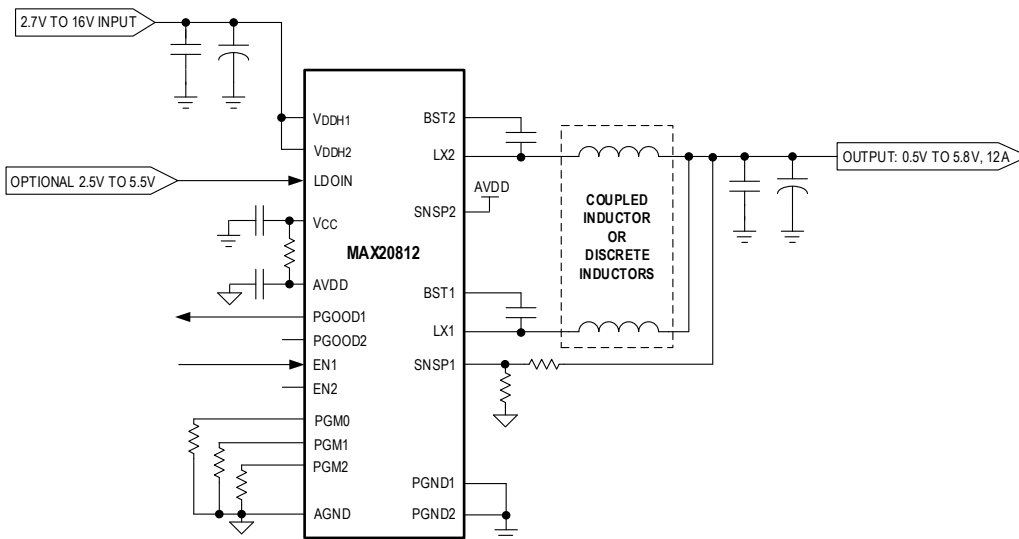 2.7V TO 16V INPUT
VDDH1
VDDH2
OPTIONAL 2.5V TO 5.5V
LDOIN
VCC
MAX20812
AVDD
PGOOD1
PGOOD2
EN1
EN2
PGM0
PGM1
PGM2
AGND
BST2
LX2
AVDD
SNSP2
BST1
LX1
SNSP1
PGND1
PGND2
COUPLED
INDUCTOR
OR
DISCRETE
INDUCTORS
OUTPUT: 0.5V TO 5.8V, 12A